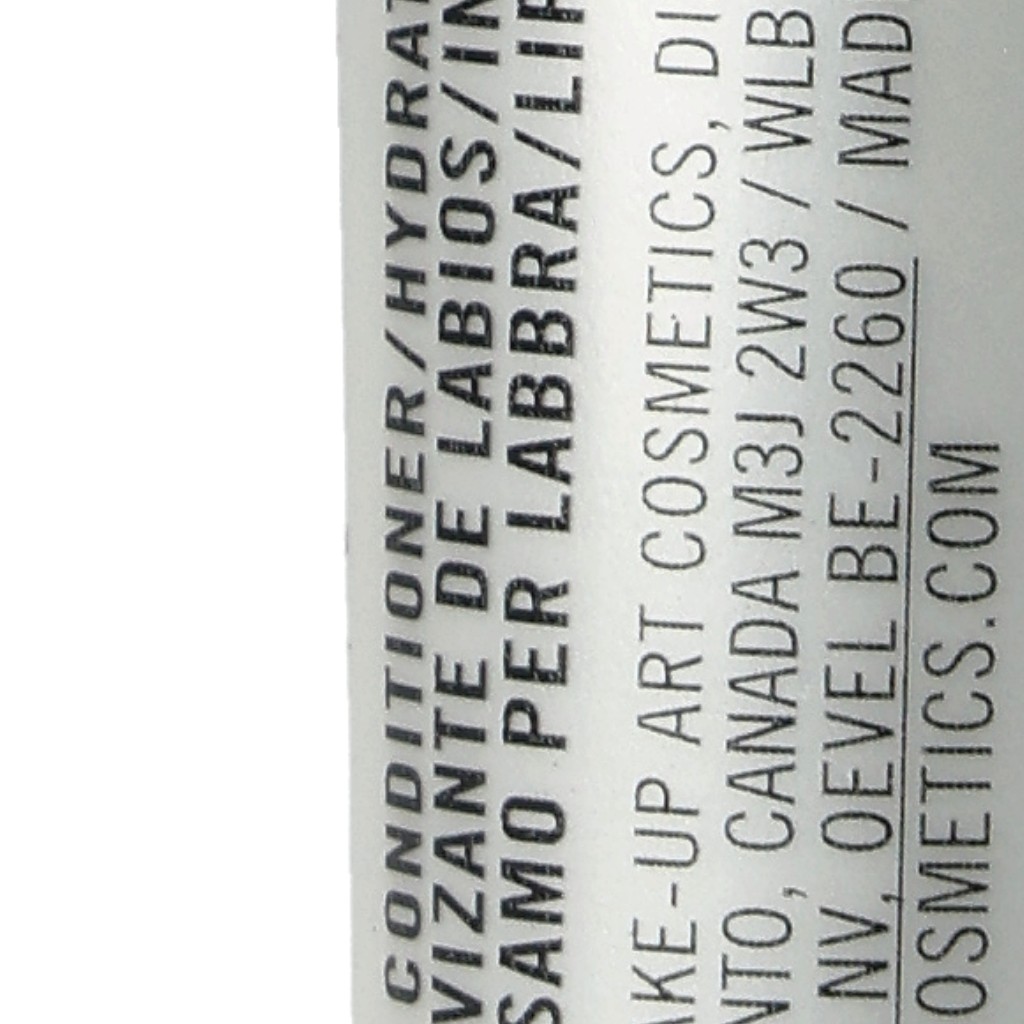 CONDITIONER/HYDRAT
VIZANTE DE LABIOS/IN
SAMO PER LABBRA/LIP
AKE-UP ART COSMETICS, DI
NTO, CANADA M3J 2W3 / WLB
NV, OEVEL BE-2260 / MAD
OSMETICS.COM